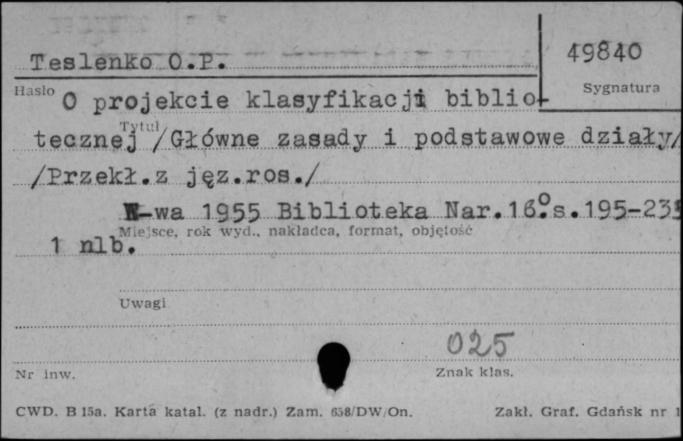 Teslenko O.P.
49840
Hasło
Sygnatura
O projekcie klasyfikacji biblio-
Tytuł
tecznej /Główne zasady i podstawowe działy/
/Przekł.z jęz.ros./
W-wa 1955 Biblioteka Nar.16°.s.195-235
Miejsce, rok wyd., nakładca, format, objętość
1 nlb.
Uwagi
025
Nr inw.
Znak klas.
CWD. B 15a. Karta katal. (z nadr.) Zam. 658/DW/On.
Zakł. Graf. Gdańsk nr 1